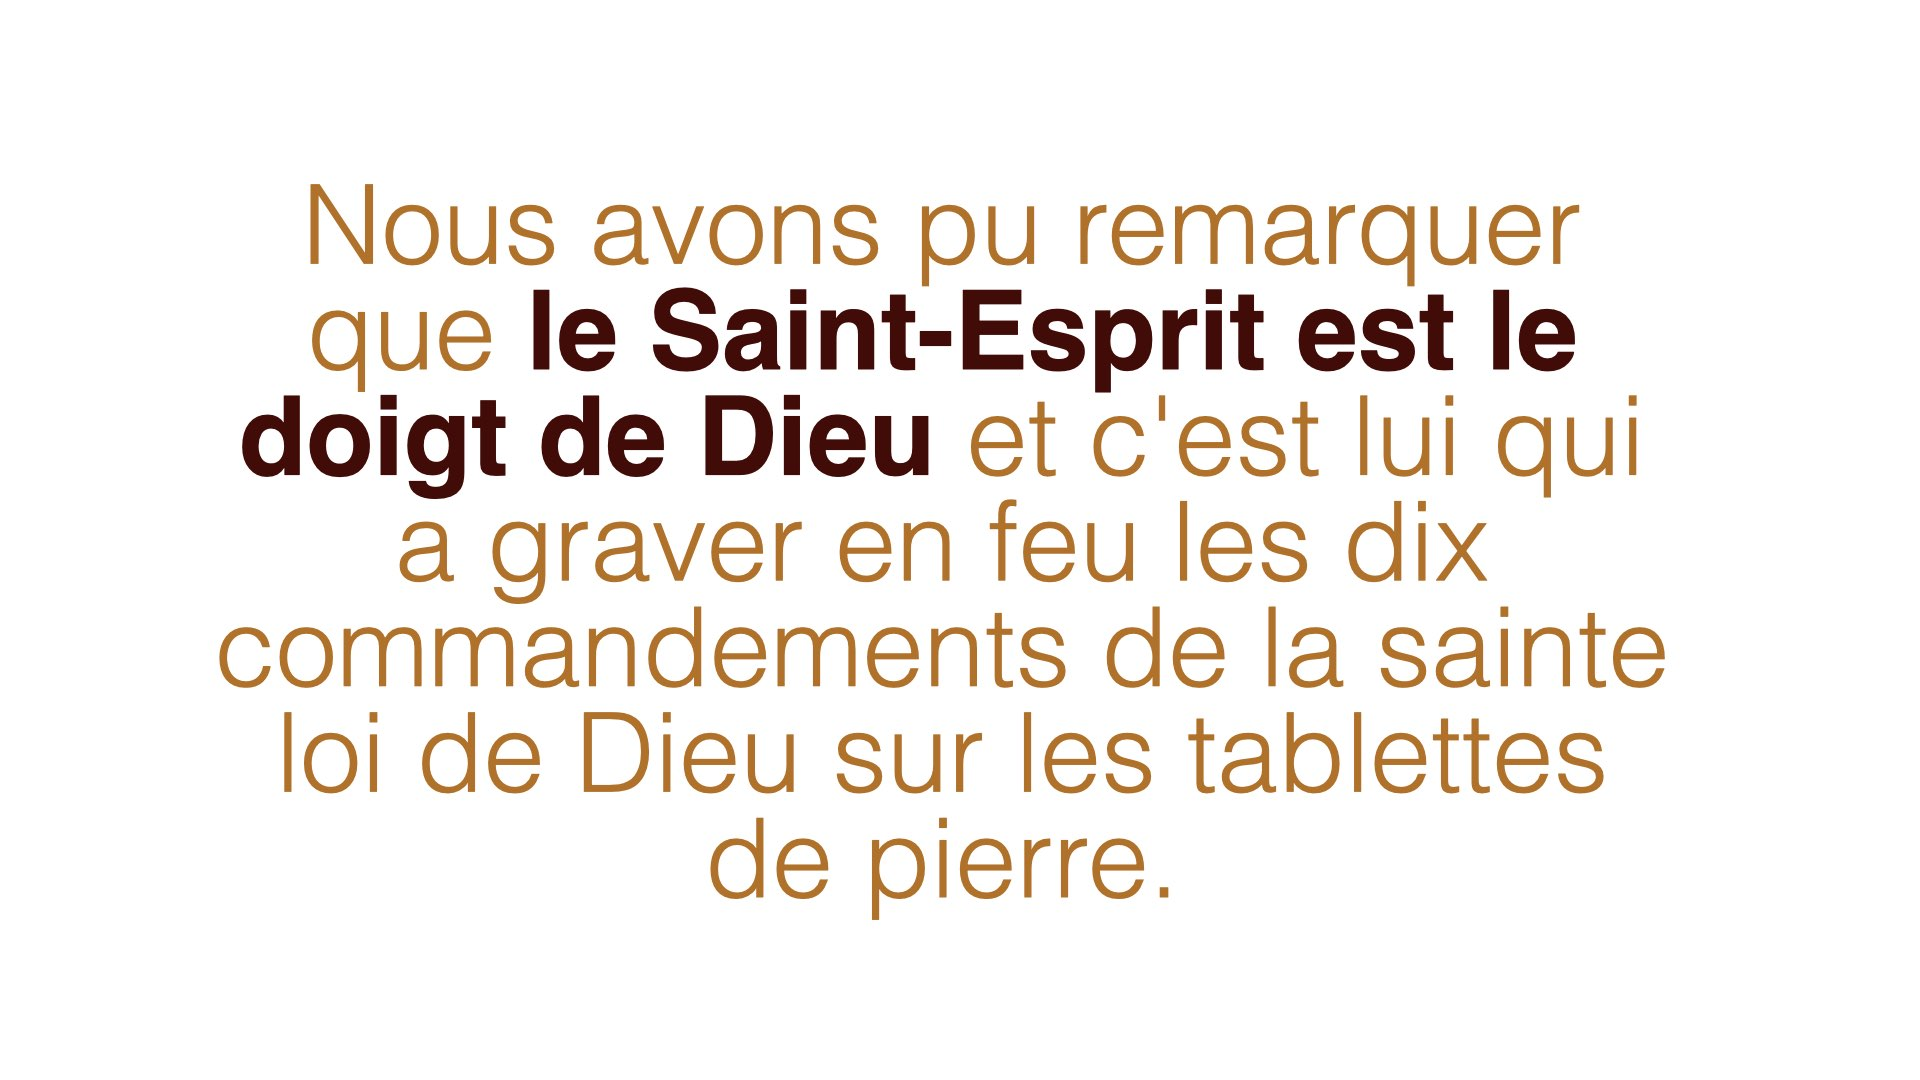 Nous avons pu remarquer
que le Saint-Esprit est le
doigt de Dieu et c'est lui qui
a graver en feu les dix
commandements de la sainte
loi de Dieu sur les tablettes
de pierre.